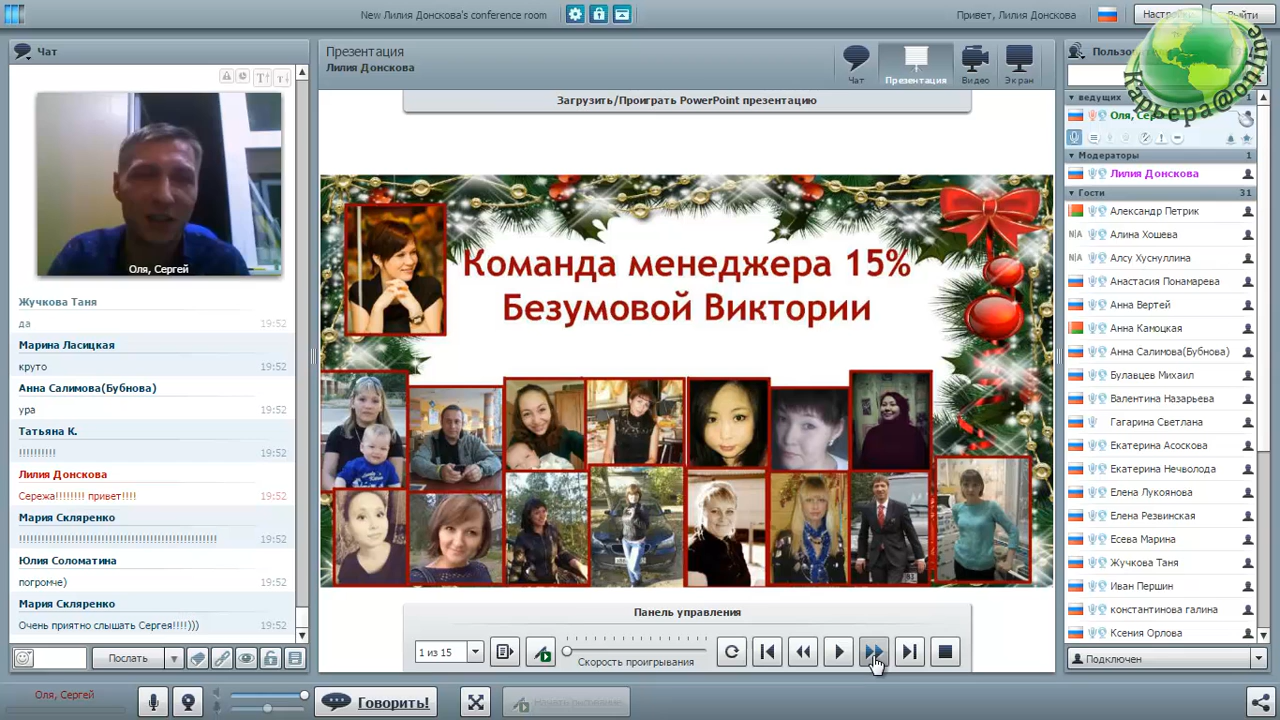 New Лилия Донскова's conference room
Привет, Лилия Донскова
Настройки
Выйти
Карьера@online
Чат
Оля, Сергей
Жучкова Таня
да 19:52
Марина Ласицкая
круто 19:52
Анна Салимова(Бубнова)
ура 19:52
Татьяна К.
!!!!!!!!!! 19:52
Лилия Донскова
Сережа!!!!!!!! привет!!!! 19:52
Мария Скляренко
!!!!!!!!!!!!!!!!!!!!!!!!!!!!!!!!!!!!!!!!!!!!!!!!!! 19:52
Юлия Соломатина
погромче) 19:52
Мария Скляренко
Очень приятно слышать Сергея!!!!))) 19:52
Послать
Презентация
Лилия Донскова
Чат
Презентация
Видео
Экран
Загрузить/Проиграть PowerPoint презентацию
Команда менеджера 15%
Безумовой Виктории
Панель управления
1 из 15
Скорость проигрывания
ведущих 1
Оля, Сергей
Модераторы 1
Лилия Донскова
Гости 31
Александр Петрик
N/A Алина Хошева
N/A Алсу Хуснуллина
Анастасия Понамарева
Анна Вертей
Анна Камоцкая
Анна Салимова(Бубнова)
Булавцев Михаил
Валентина Назарьева
Гагарина Светлана
Екатерина Асоскова
Екатерина Нечволода
Елена Лукоянова
Елена Резвинская
Есева Марина
Жучкова Таня
Иван Першин
константинова галина
Ксения Орлова
Подключен
Оля, Сергей
Говорить!